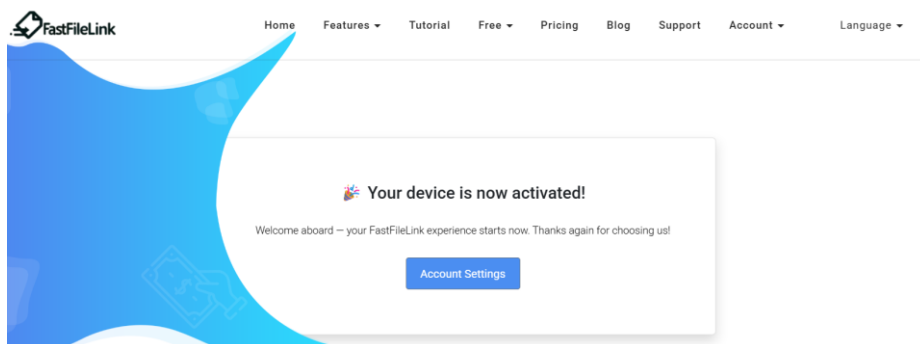 FastFileLink
Home Features Tutorial Free Pricing Blog Support Account Language
Your device is now activated!
Welcome aboard — your FastFileLink experience starts now. Thanks again for choosing us!
Account Settings